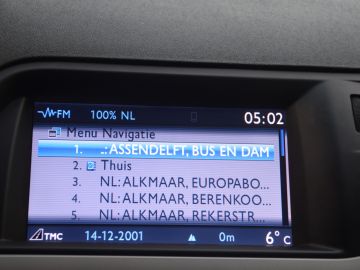 FM 100% NL 05:02
Menu Navigatie
1. .:ASSENDELFT, BUS EN DAM
2. Thuis
3. NL:ALKMAAR, EUROPABO...
4. NL:ALKMAAR, BERENKOO...
5. NL:ALKMAAR, REKERSTR...
TMC 14-12-2001 0m 6°C